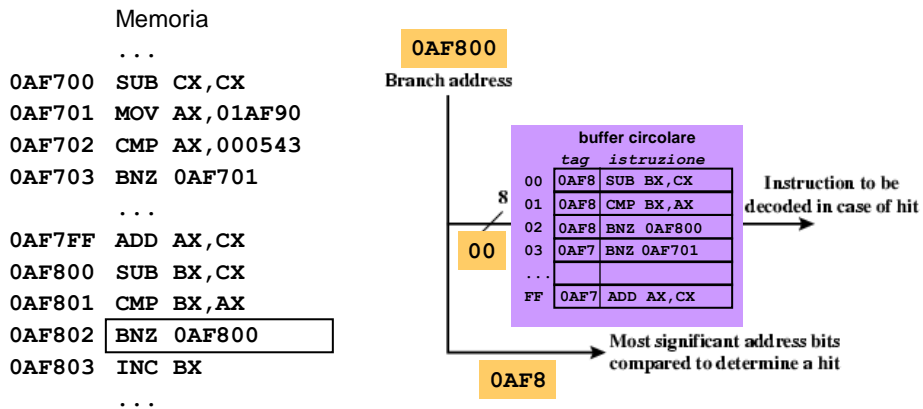 Memoria
...
0AF700 SUB CX,CX
0AF701 MOV AX,01AF90
0AF702 CMP AX,000543
0AF703 BNZ 0AF701
...
0AF7FF ADD AX,CX
0AF800 SUB BX,CX
0AF801 CMP BX,AX
0AF802 BNZ 0AF800
0AF803 INC BX
...
0AF800
Branch address
8
00
buffer circolare
tag istruzione
00 0AF8 SUB BX,CX
01 0AF8 CMP BX,AX
02 0AF8 BNZ 0AF800
03 0AF7 BNZ 0AF701
...
FF 0AF7 ADD AX,CX
Instruction to be
decoded in case of hit
Most significant address bits
compared to determine a hit
0AF8